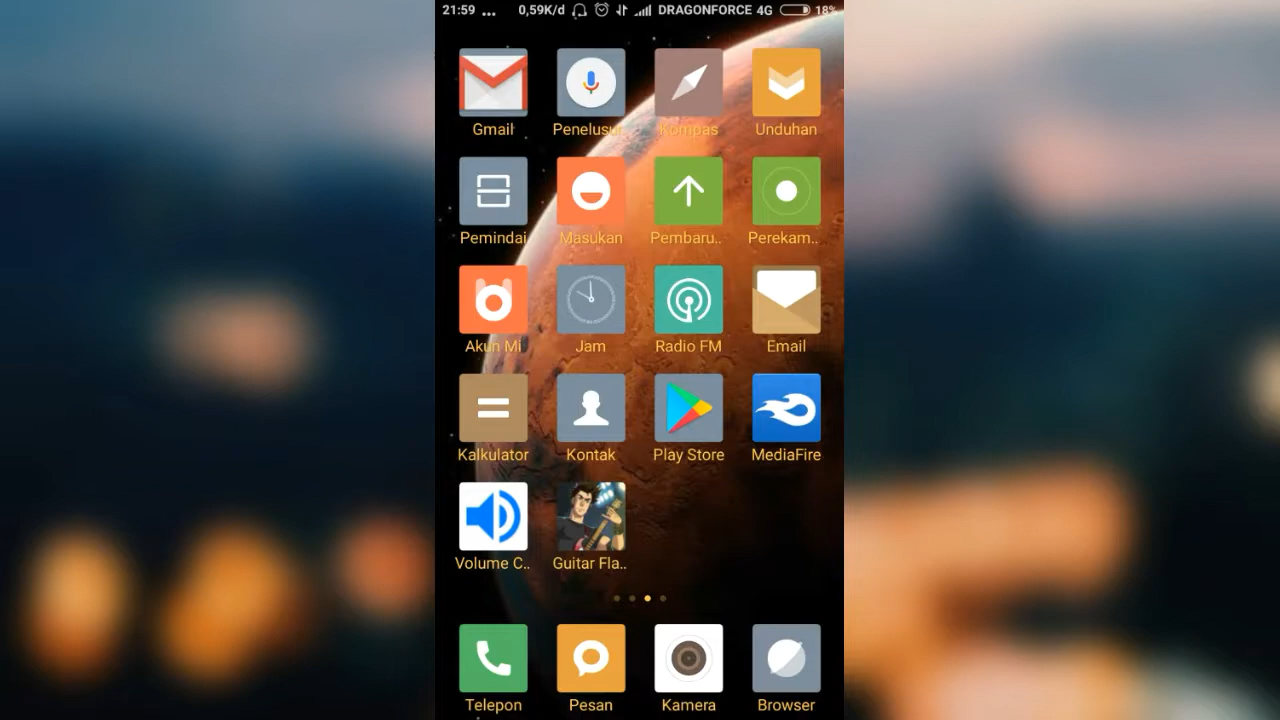 21:59 ... 0,59K/d DRAGONFORCE 4G 18%
Gmail Penelusur Kompas Unduhan
Pemindai Masukan Pembaru.. Perekam..
Akun Mi Jam Radio FM Email
Kalkulator Kontak Play Store MediaFire
Volume C.. Guitar Fla..
Telepon Pesan Kamera Browser